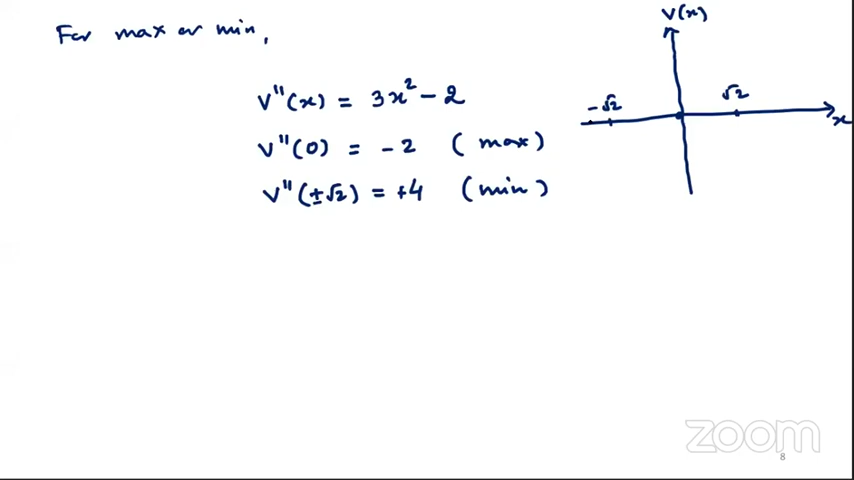 For max or min,
V"(x) = 3x² - 2
V"(0) = - 2 ( max )
V"(±√2) = +4 ( min )
V(x)
-√2
√2
x
zoom
8